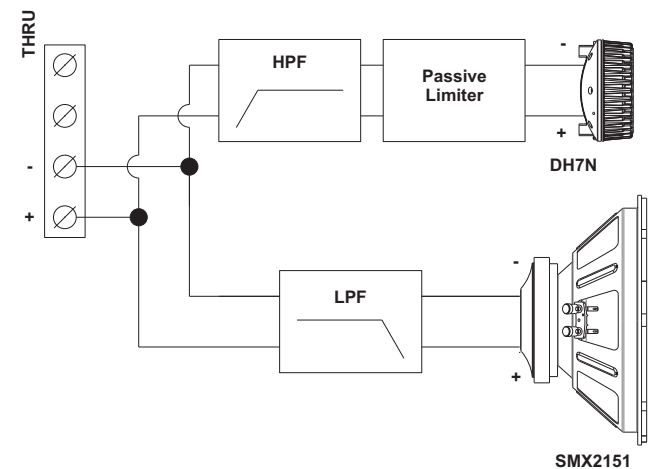 THRU
-
+
HPF
Passive
Limiter
-
+
DH7N
LPF
-
+
SMX2151